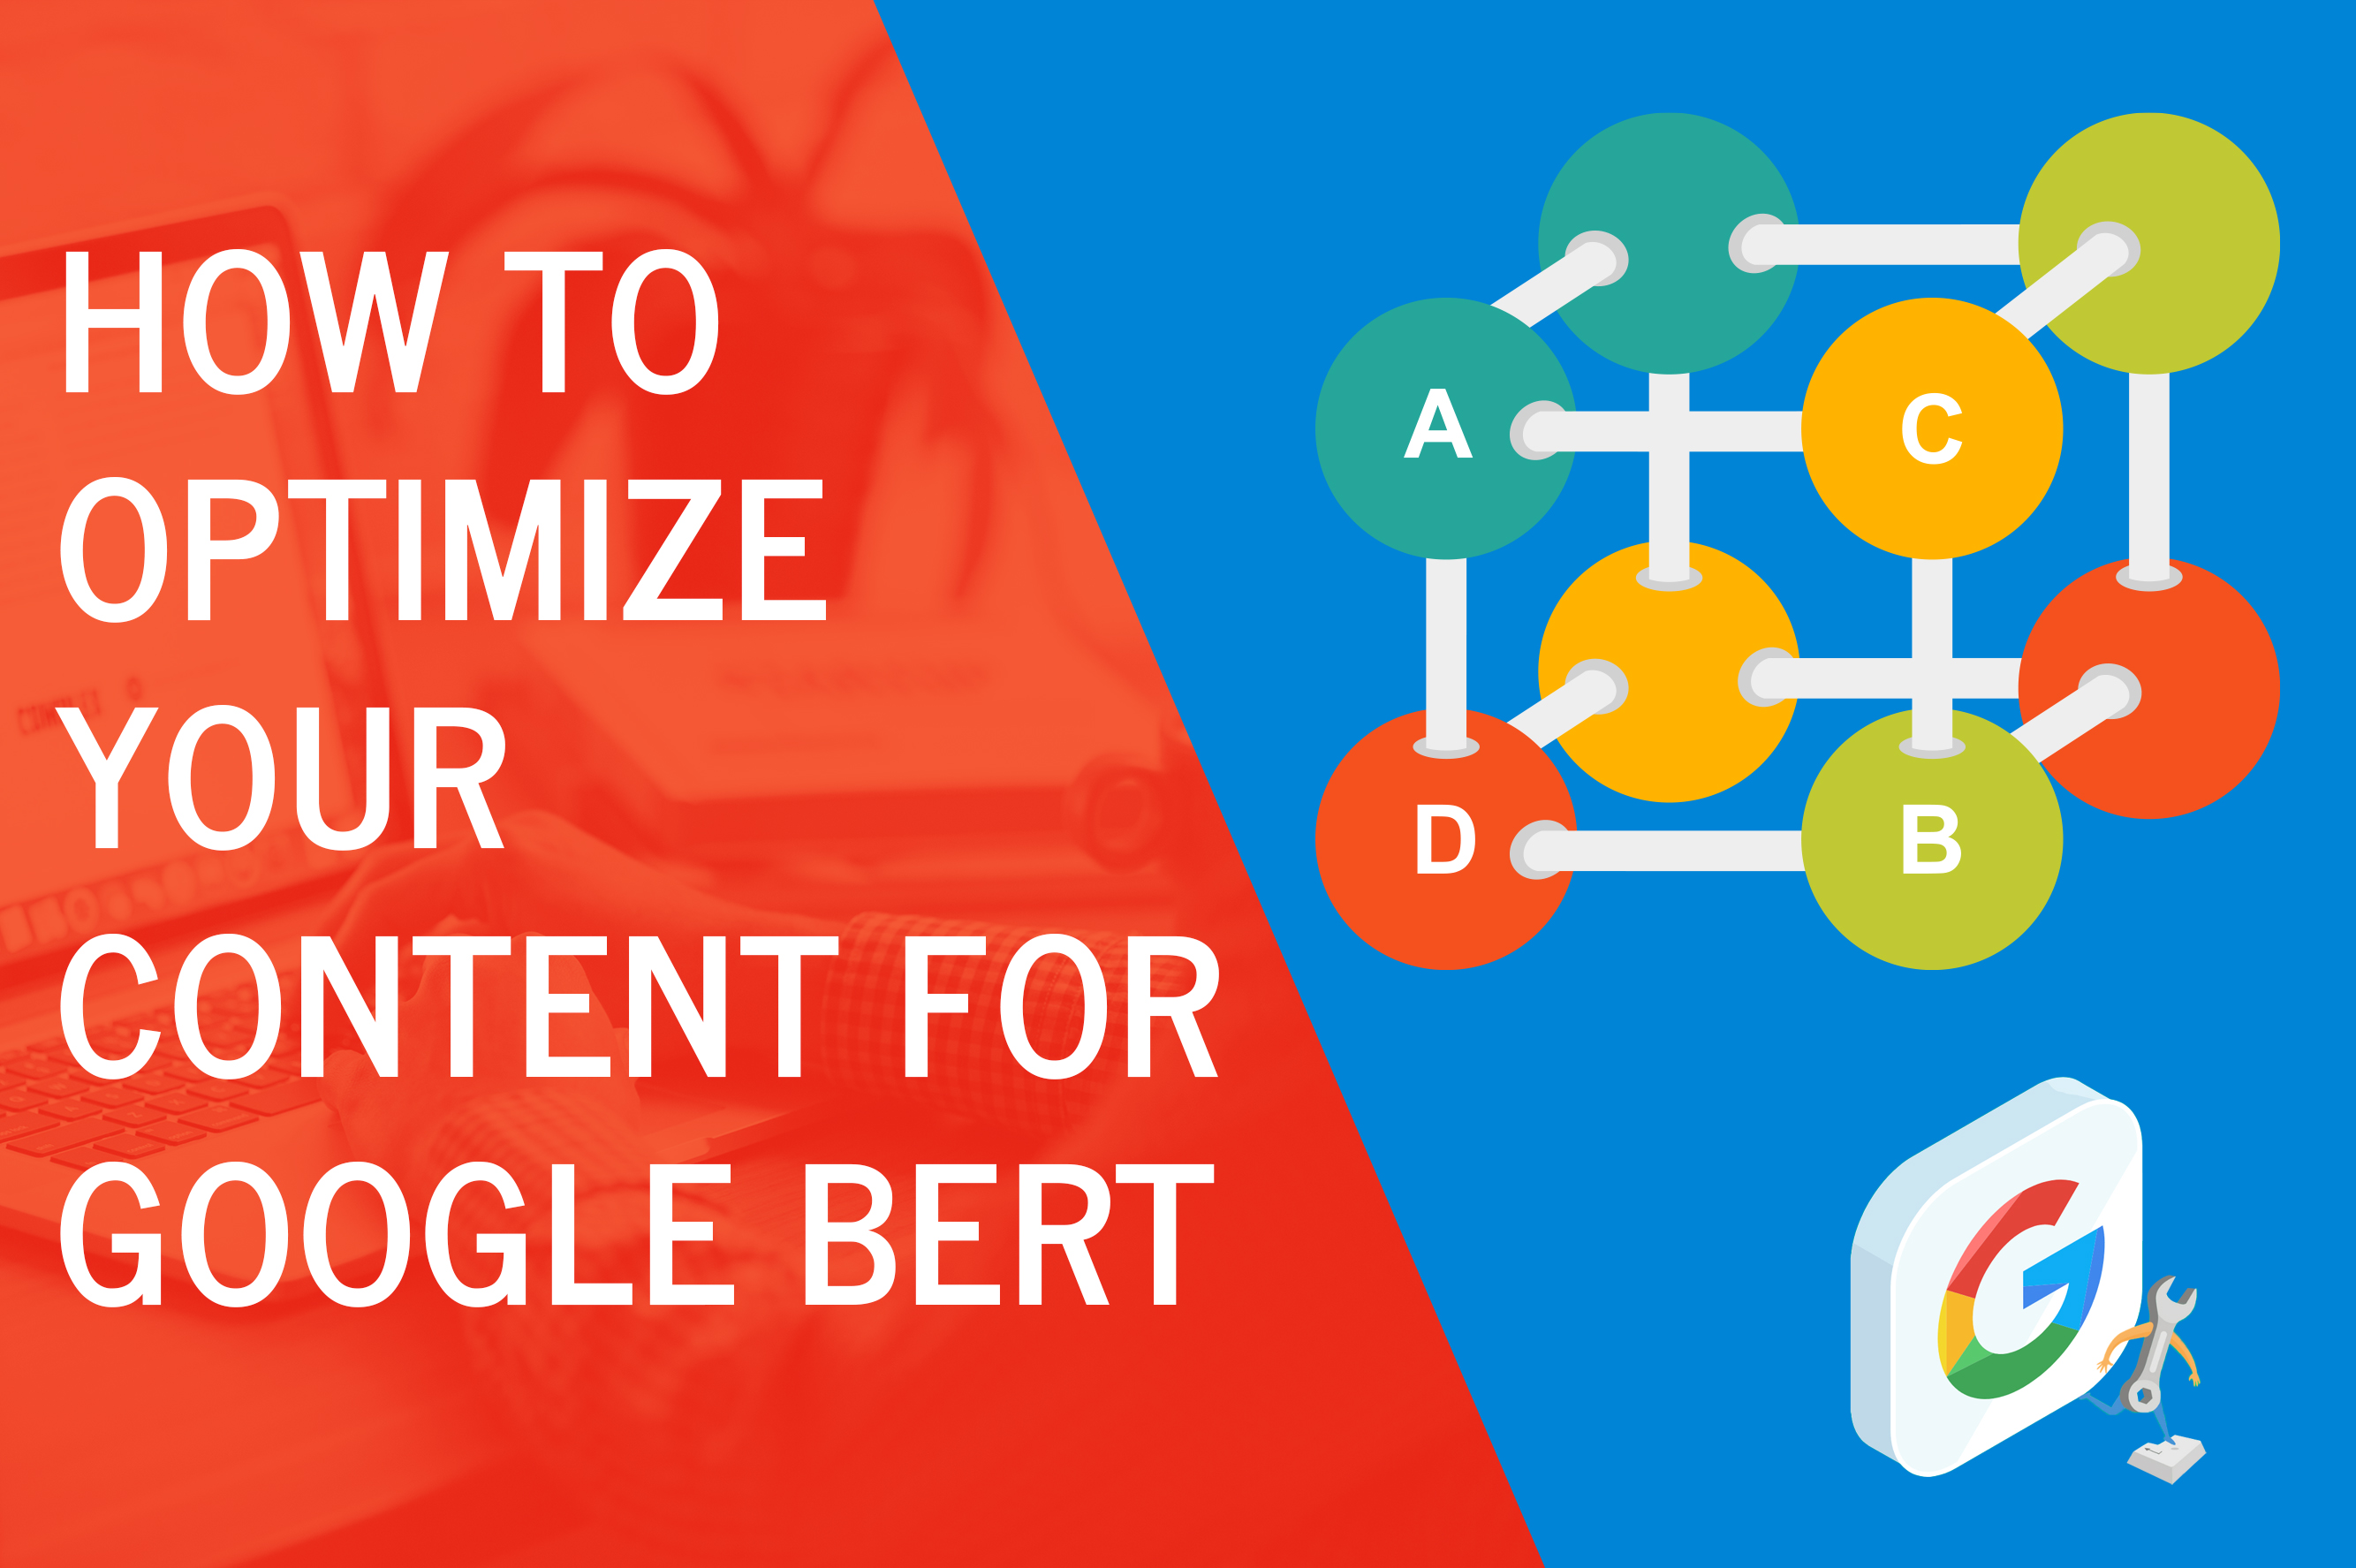 HOW TO
OPTIMIZE
YOUR
CONTENT FOR
GOOGLE BERT
A
C
D
B